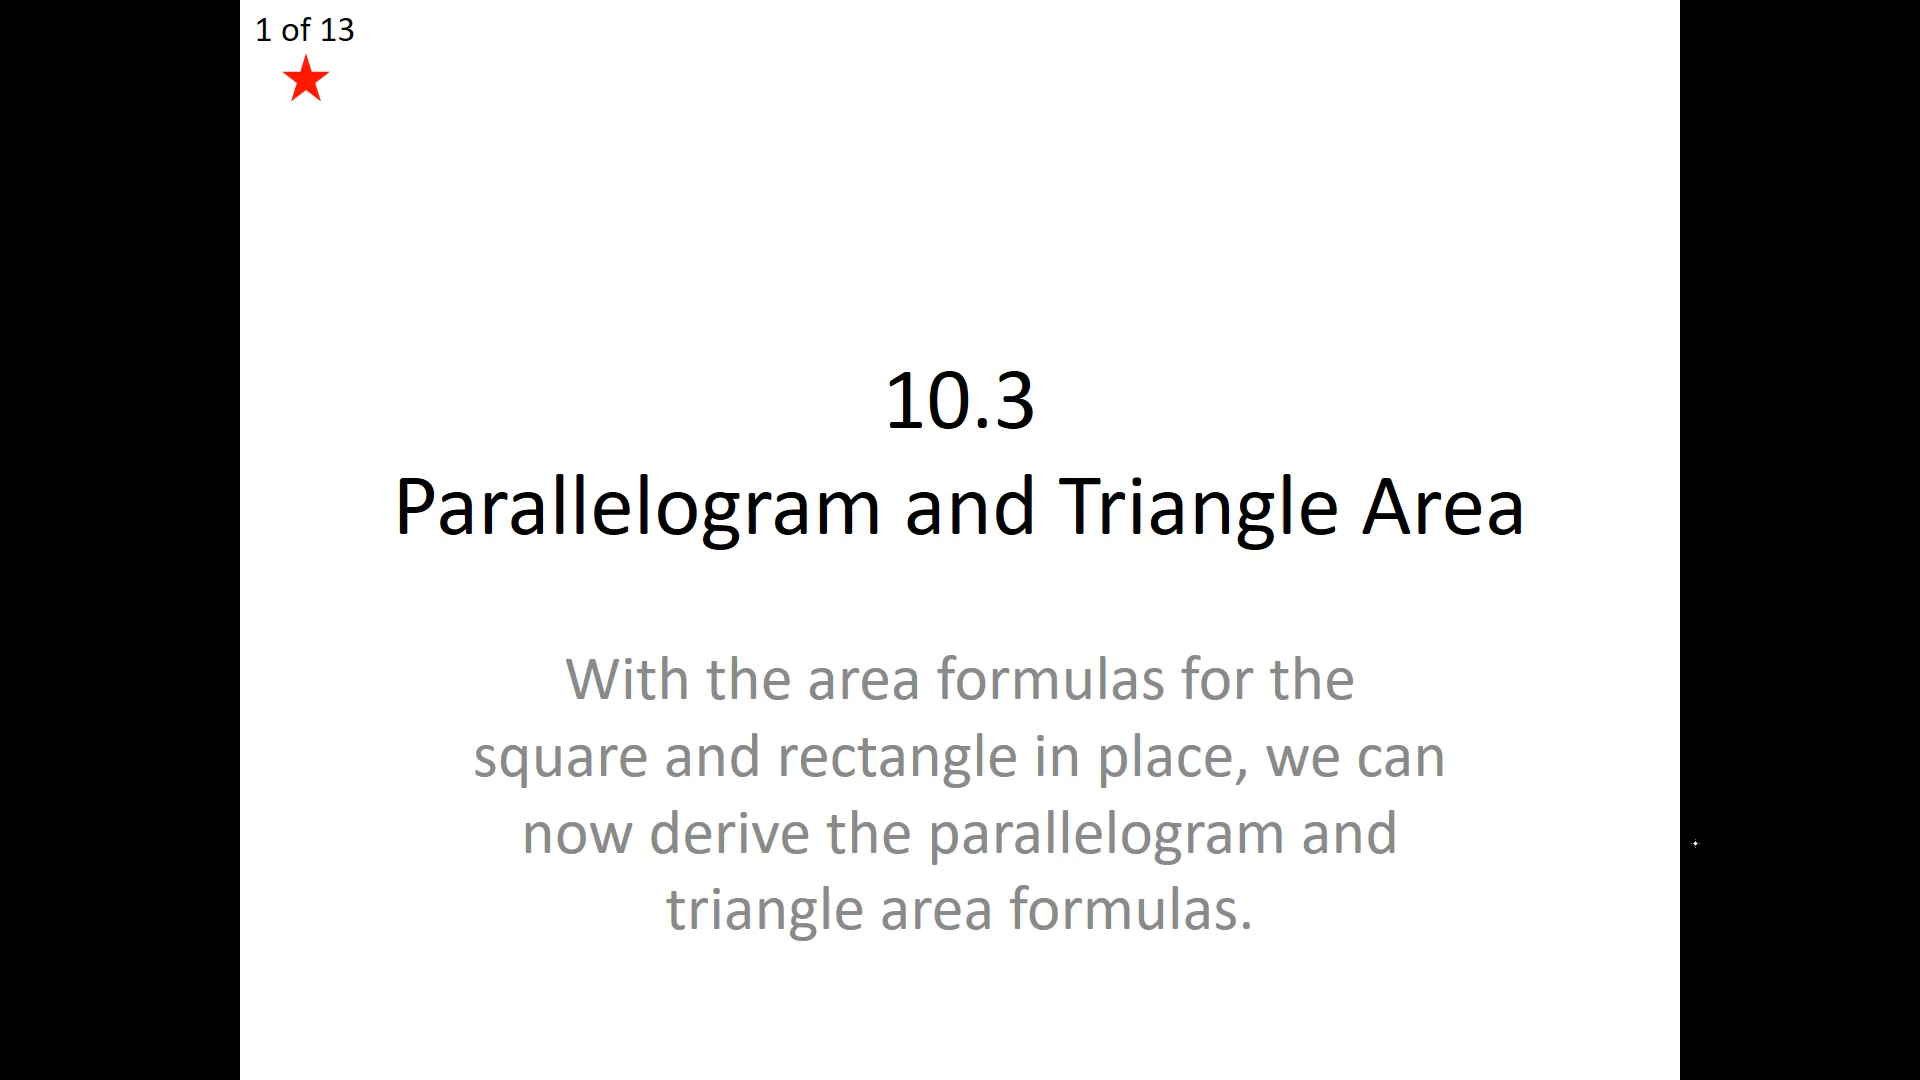 1 of 13
10.3
Parallelogram and Triangle Area
With the area formulas for the
square and rectangle in place, we can
now derive the parallelogram and
triangle area formulas.